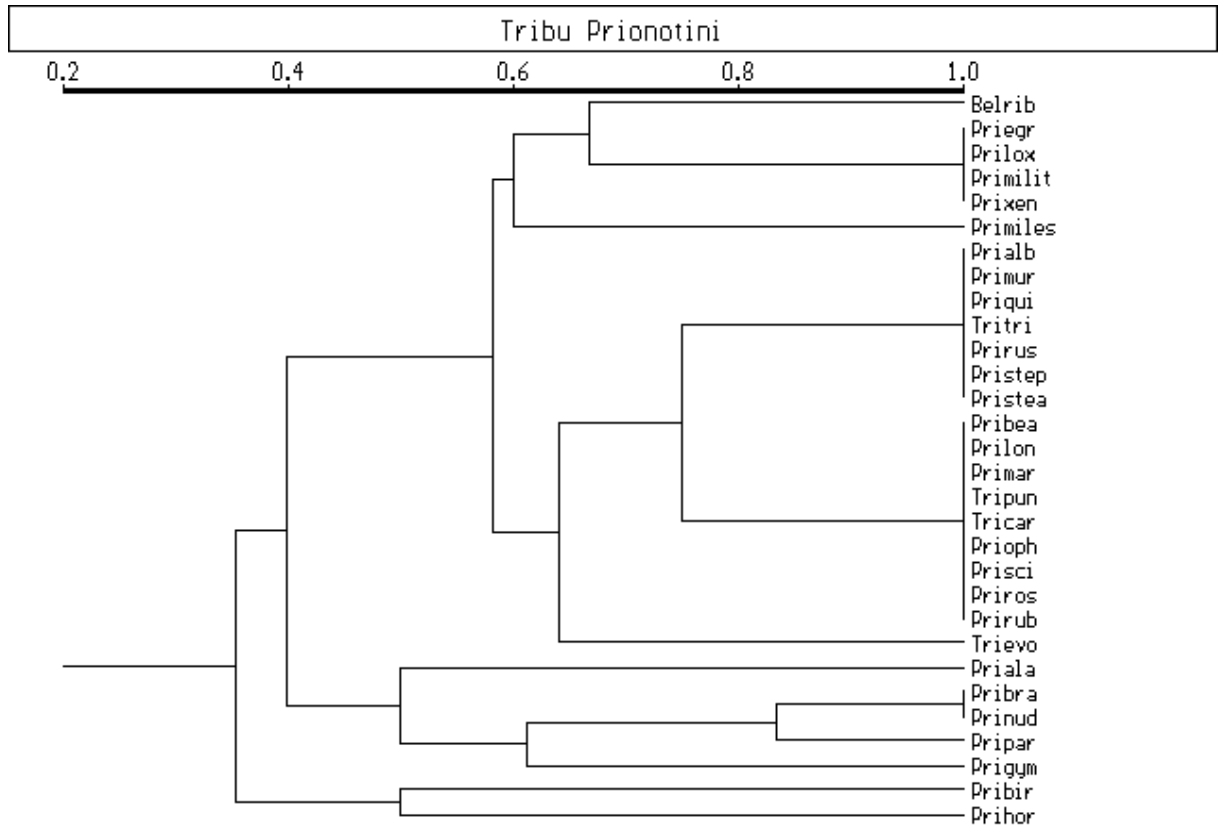 Tribu Prionotini
0.2 0.4 0.6 0.8 1.0
Belrib
Priegr
Prilox
Primilit
Prixen
Primiles
Prialb
Primur
Priqui
Tritri
Prirus
Pristep
Pristea
Pribea
Prilon
Primar
Tripun
Tricar
Prioph
Prisci
Priros
Prirub
Trievo
Priala
Pribra
Prinud
Pripar
Prigym
Pribir
Prihor